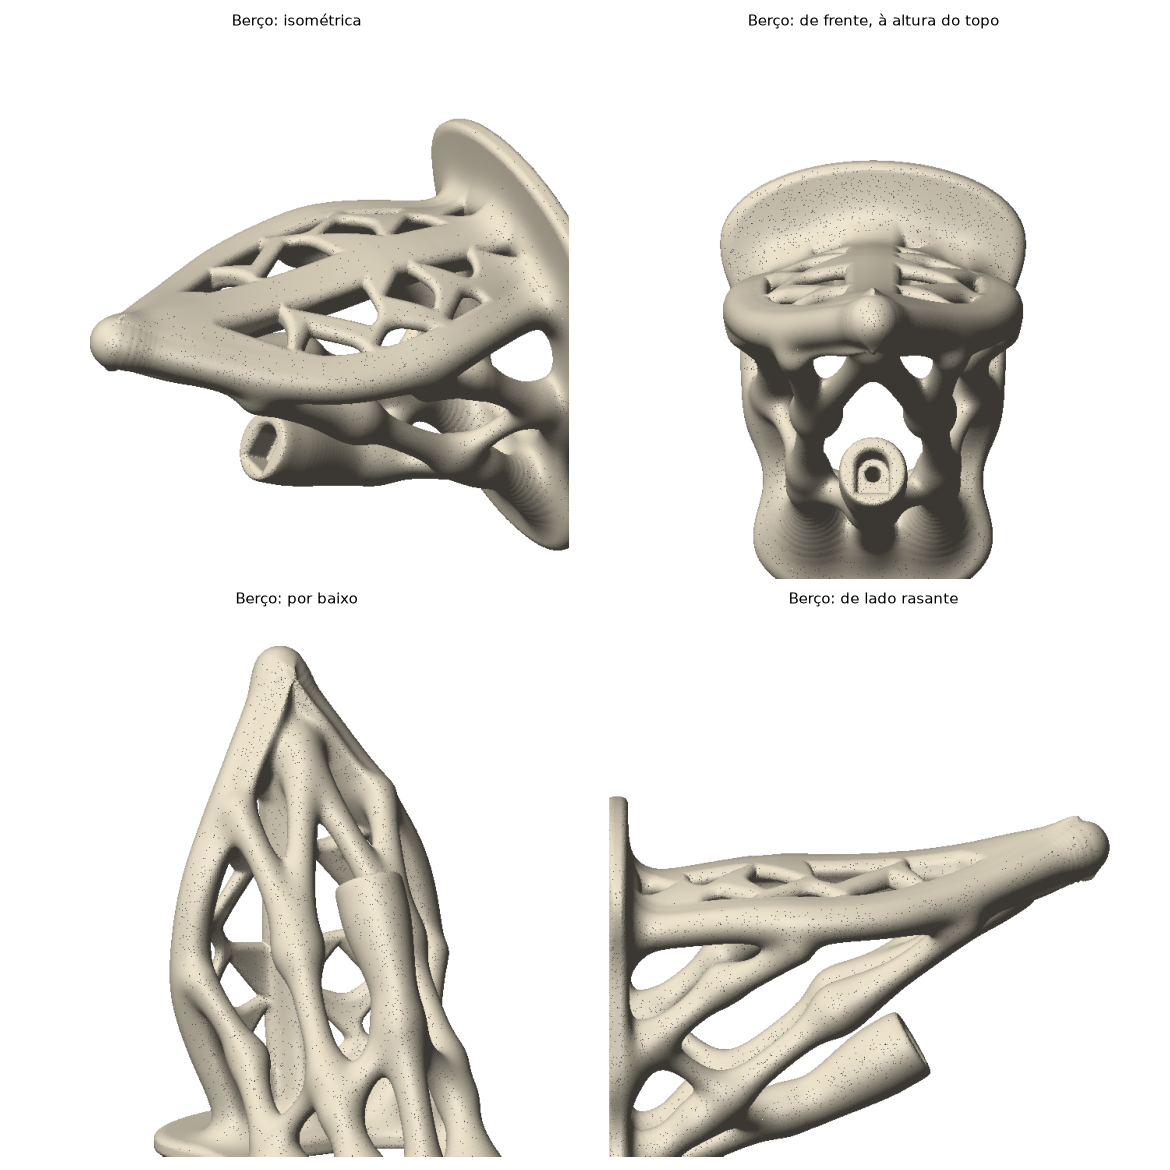 Berço: isométrica
Berço: de frente, à altura do topo
Berço: por baixo
Berço: de lado rasante